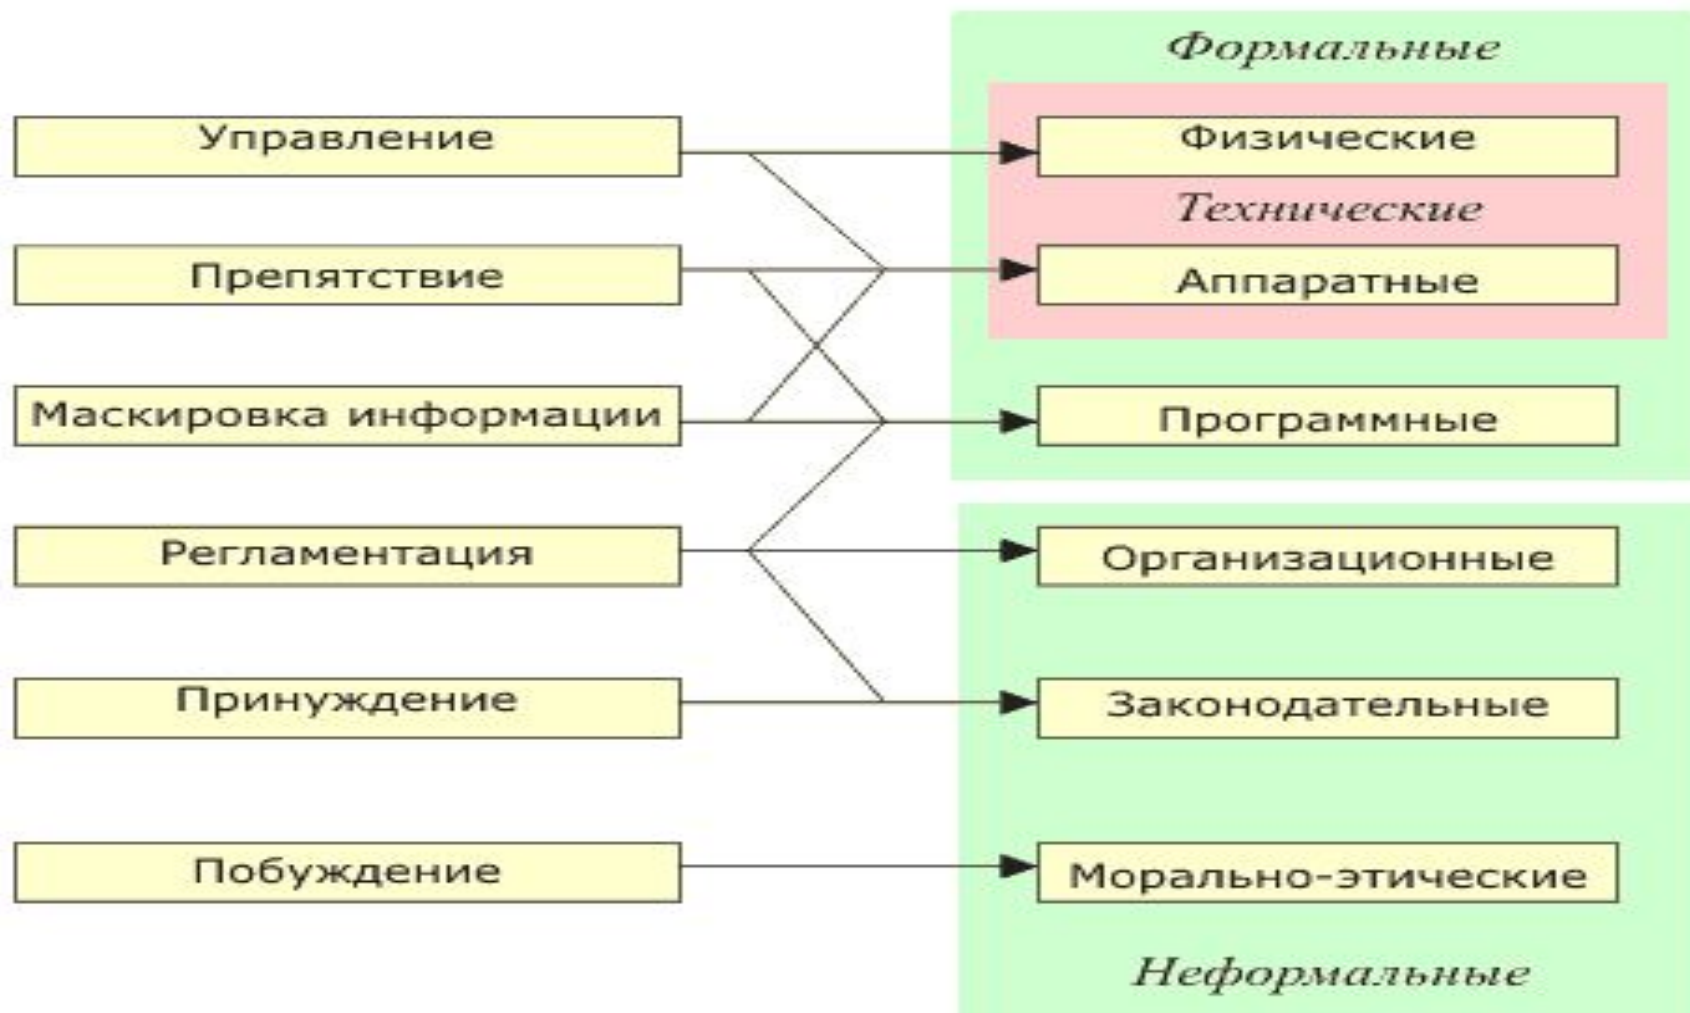 Формальные
Управление
Физические
Технические
Препятствие
Аппаратные
Маскировка информации
Программные
Регламентация
Организационные
Принуждение
Законодательные
Побуждение
Морально-этические
Неформальные